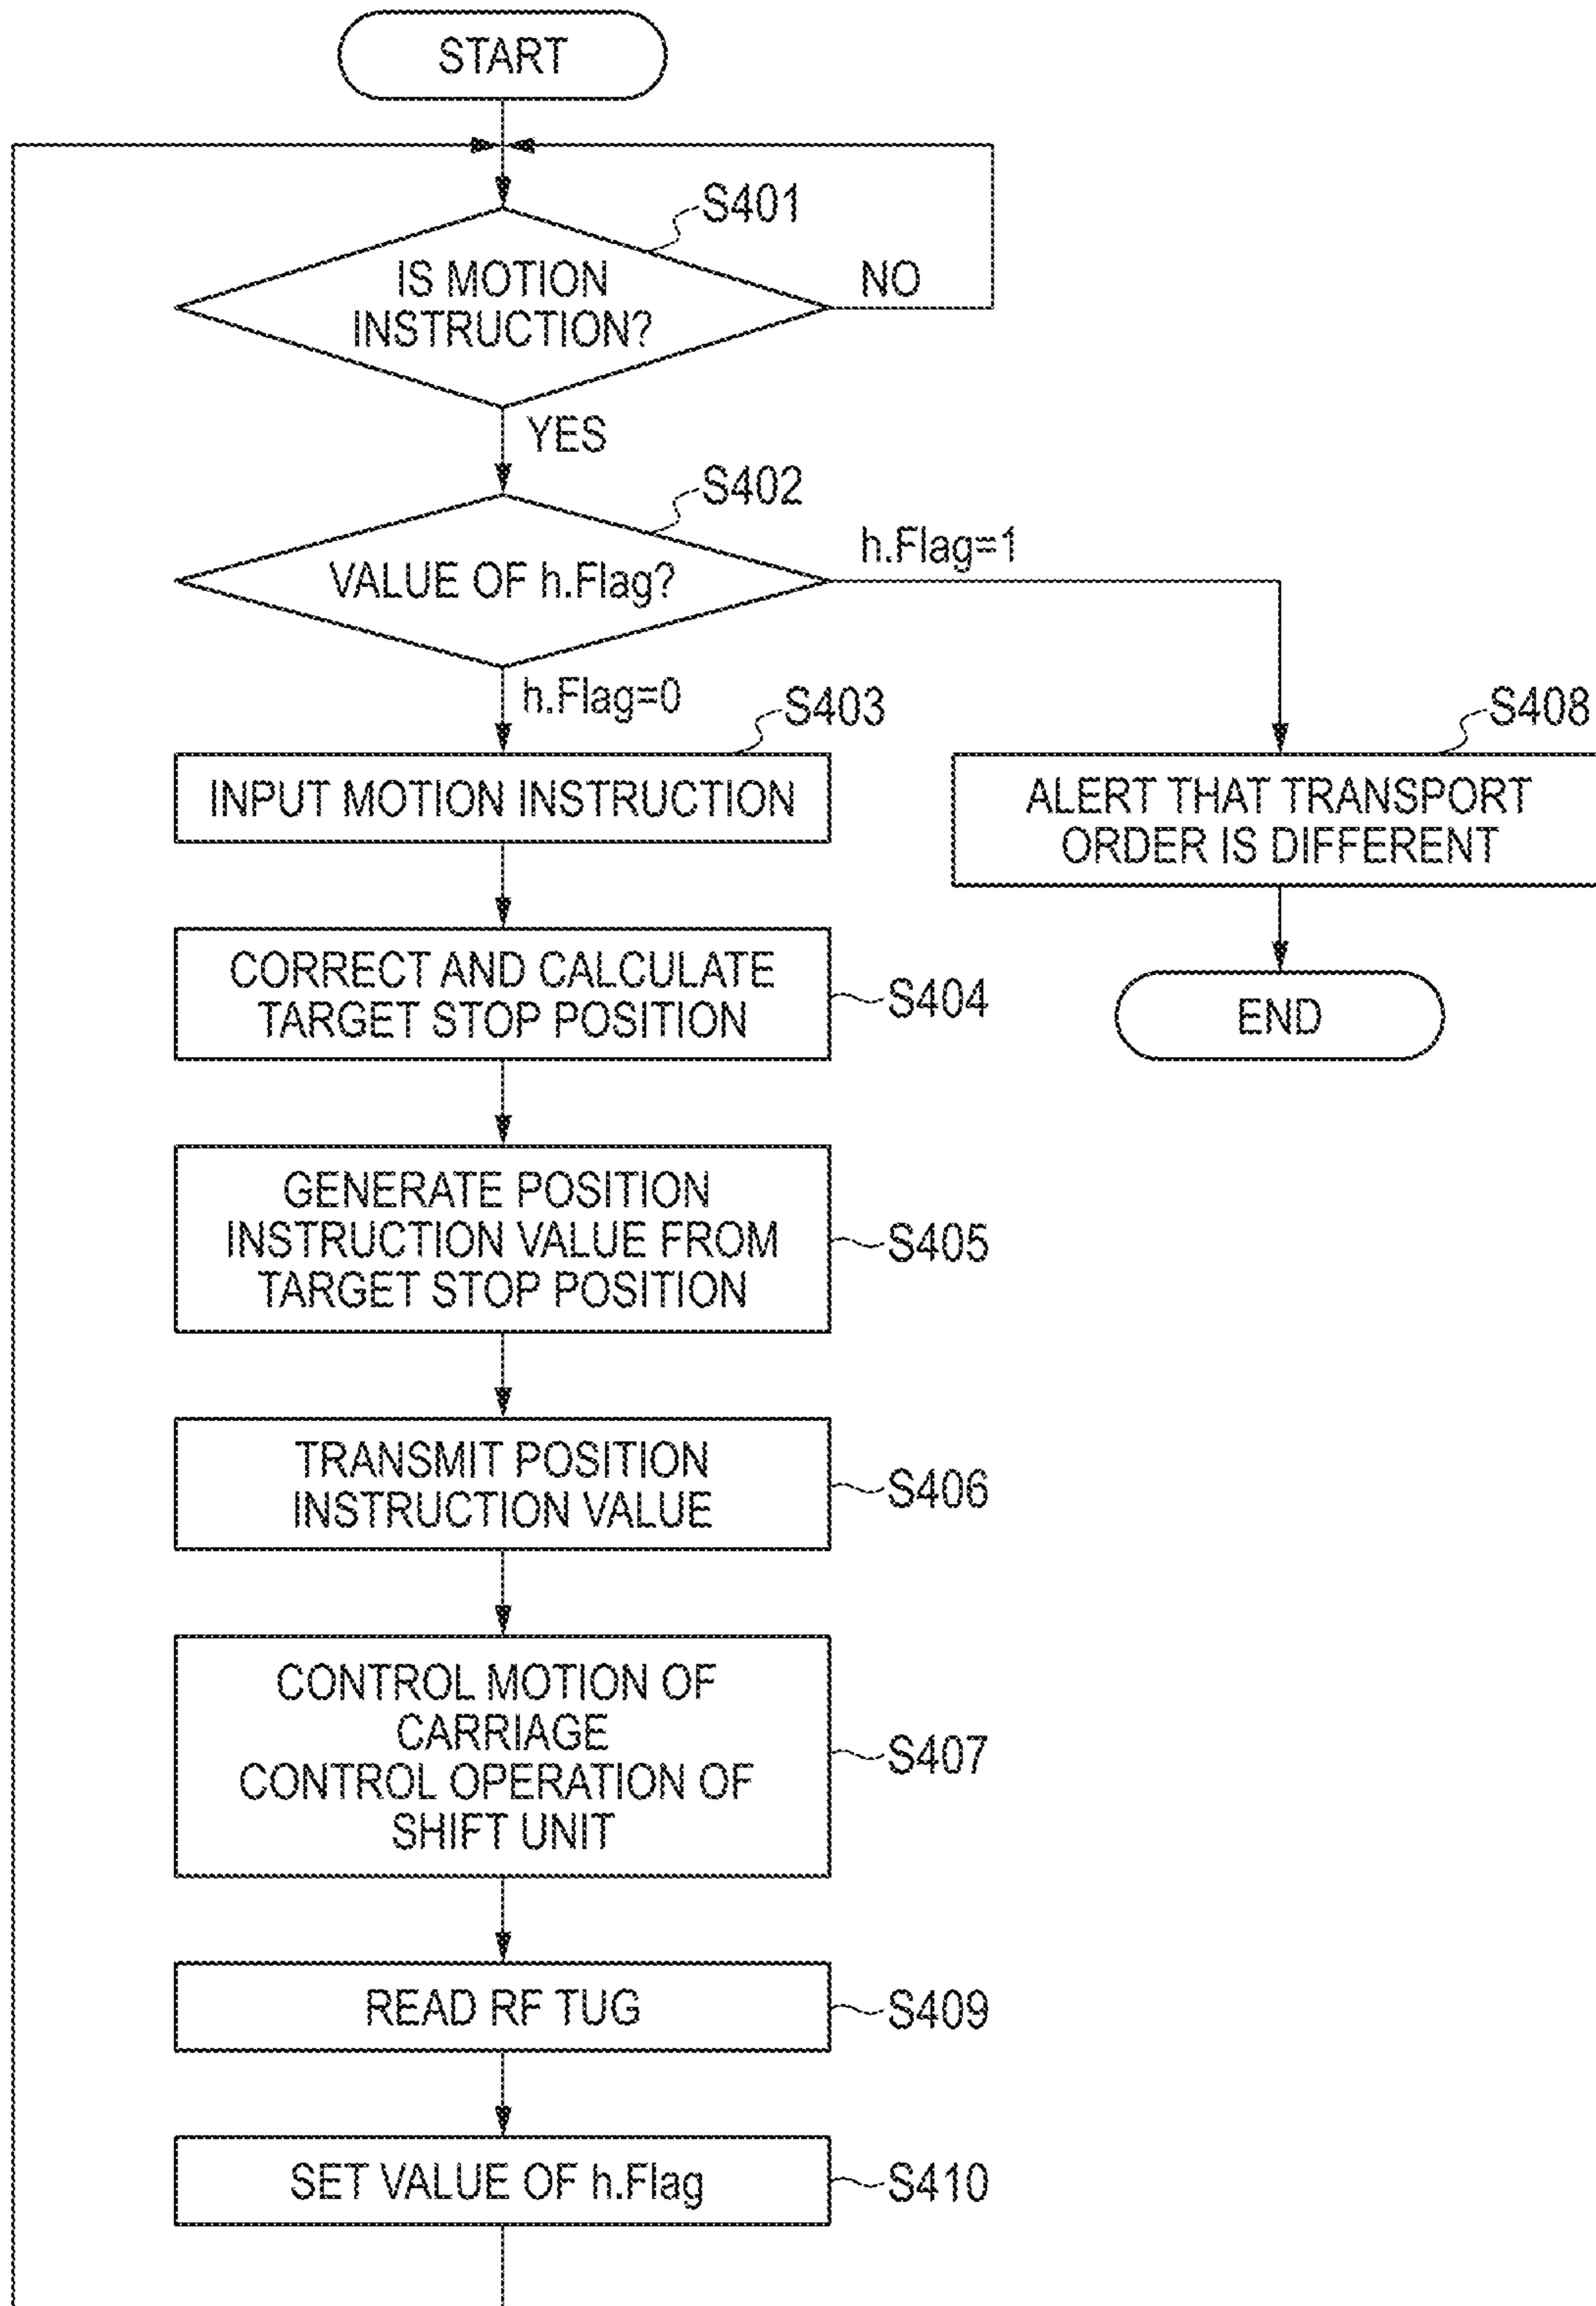 START
S401
IS MOTION
INSTRUCTION?
NO
YES
S402
VALUE OF h.Flag?
h.Flag=1
h.Flag=0
S403
INPUT MOTION INSTRUCTION
S408
ALERT THAT TRANSPORT
ORDER IS DIFFERENT
END
CORRECT AND CALCULATE
TARGET STOP POSITION
S404
GENERATE POSITION
INSTRUCTION VALUE FROM
TARGET STOP POSITION
S405
TRANSMIT POSITION
INSTRUCTION VALUE
S406
CONTROL MOTION OF
CARRIAGE
CONTROL OPERATION OF
SHIFT UNIT
S407
READ RF TUG
S409
SET VALUE OF h.Flag
S410